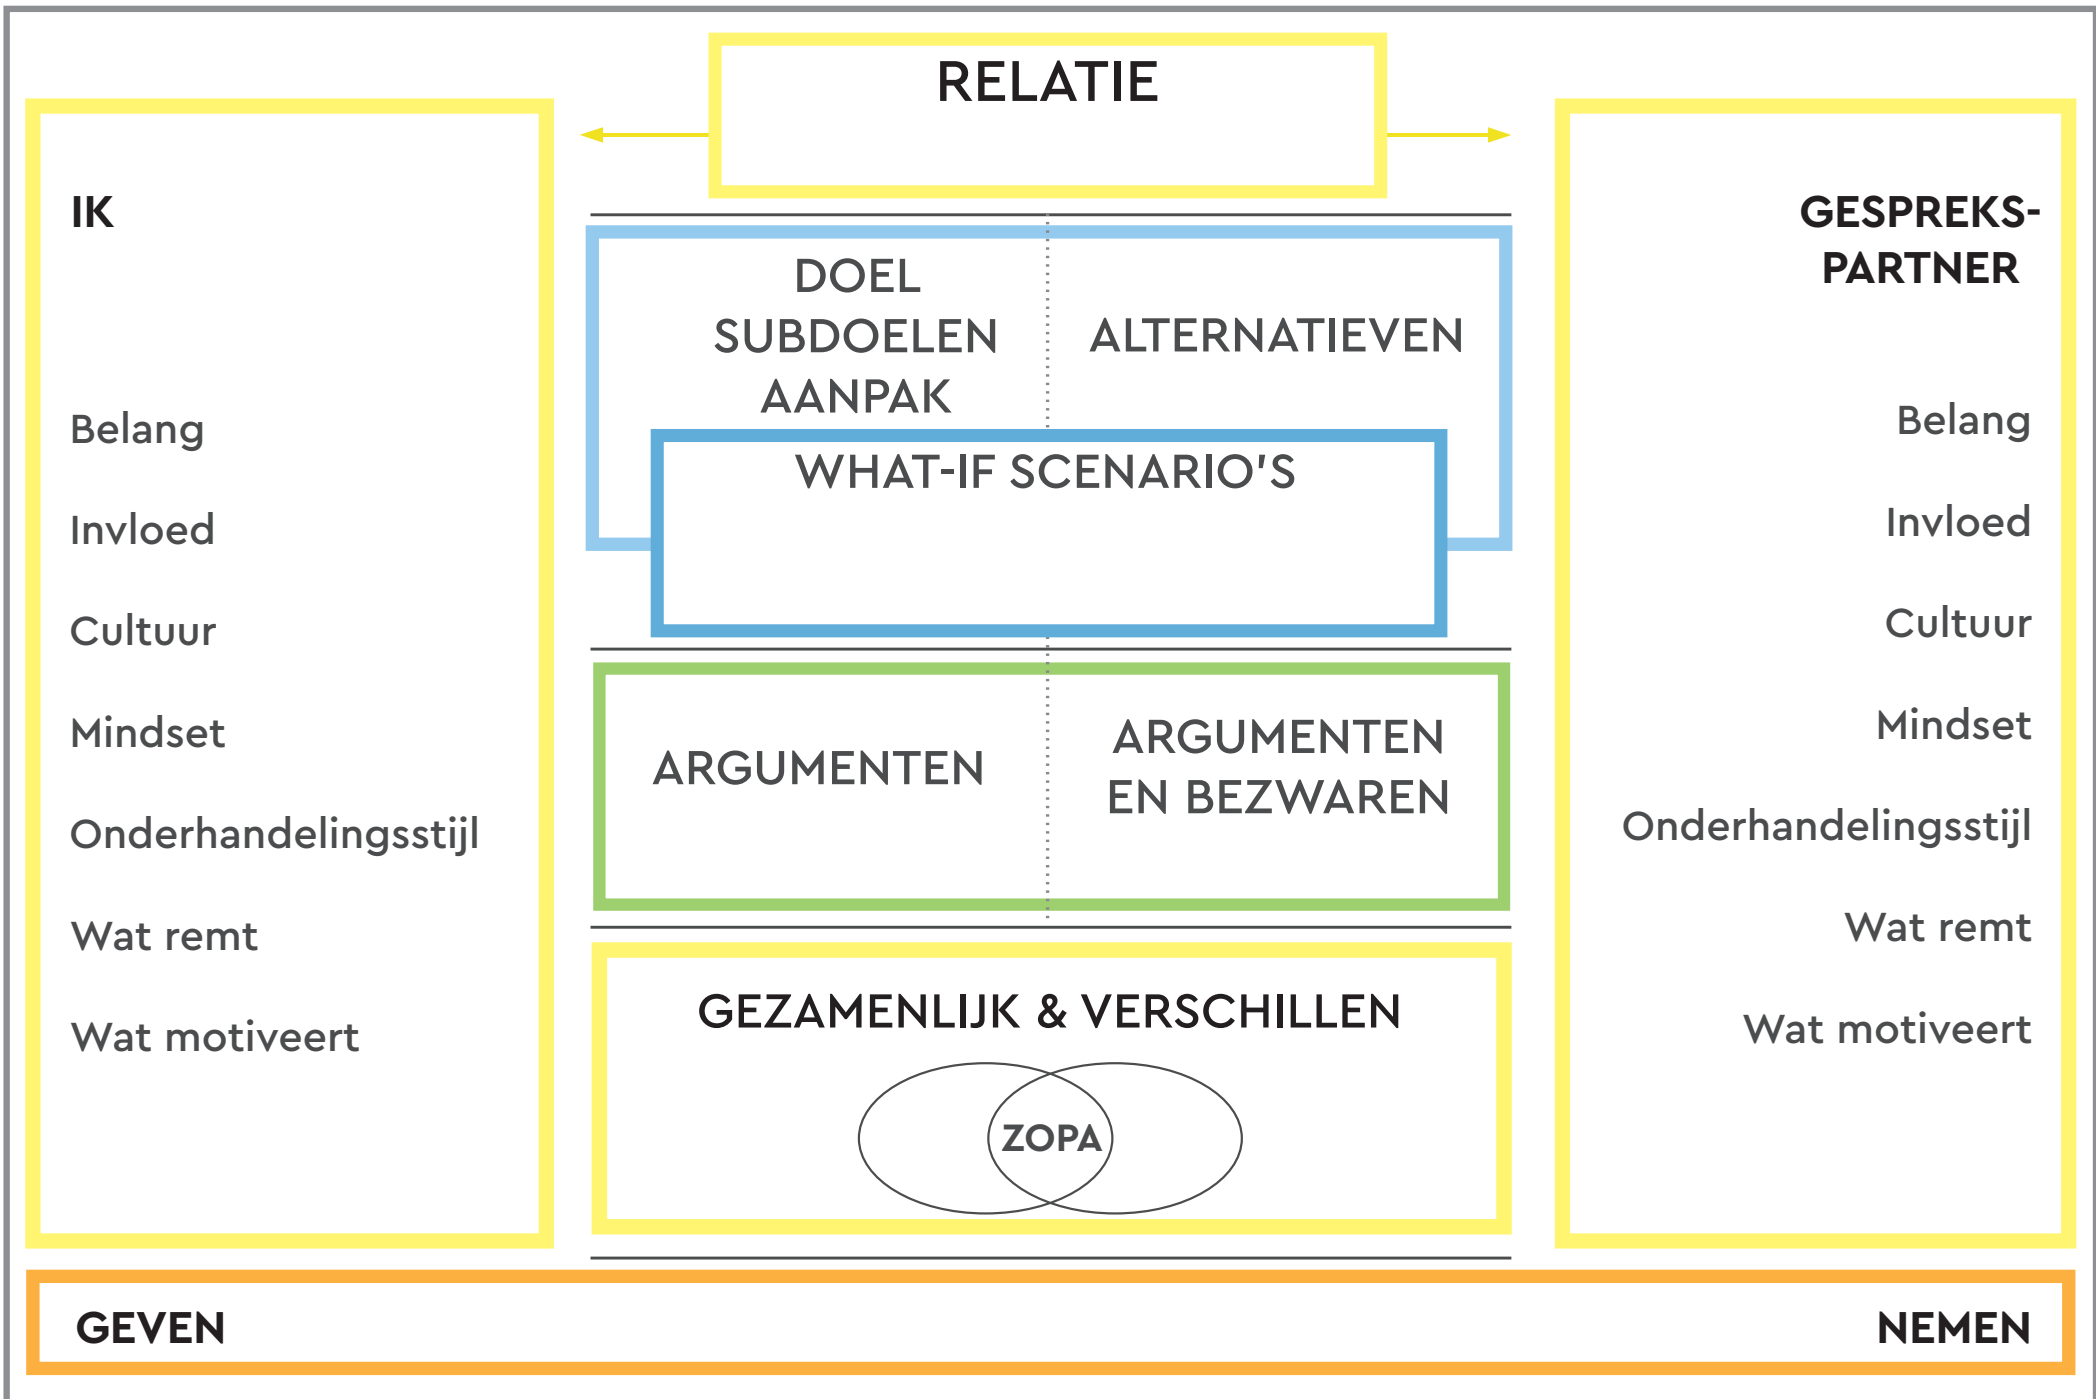 RELATIE
IK
Belang
Invloed
Cultuur
Mindset
Onderhandelingsstijl
Wat remt
Wat motiveert
DOEL
SUBDOELEN
AANPAK
ALTERNATIEVEN
WHAT-IF SCENARIO'S
ARGUMENTEN
ARGUMENTEN
EN BEZWAREN
GEZAMENLIJK & VERSCHILLEN
ZOPA
GESPREKS-
PARTNER
Belang
Invloed
Cultuur
Mindset
Onderhandelingsstijl
Wat remt
Wat motiveert
GEVEN
NEMEN